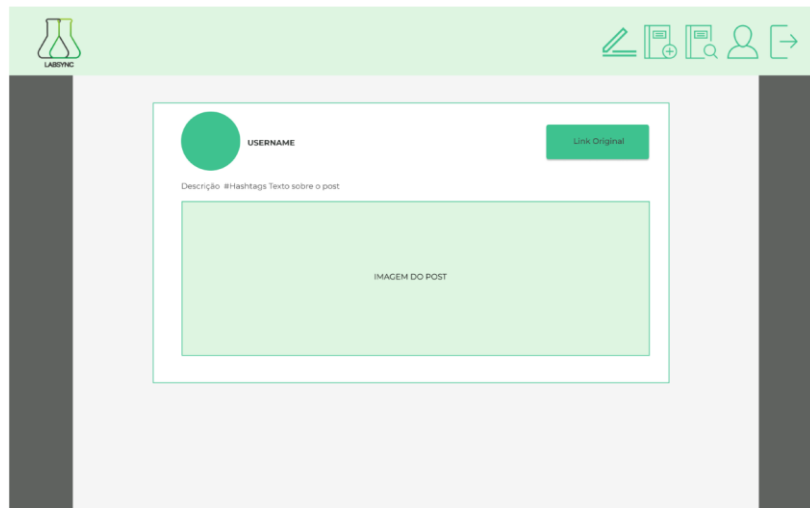 LABSYNC
USERNAME
Link Original
Descrição #Hashtags Texto sobre o post
IMAGEM DO POST